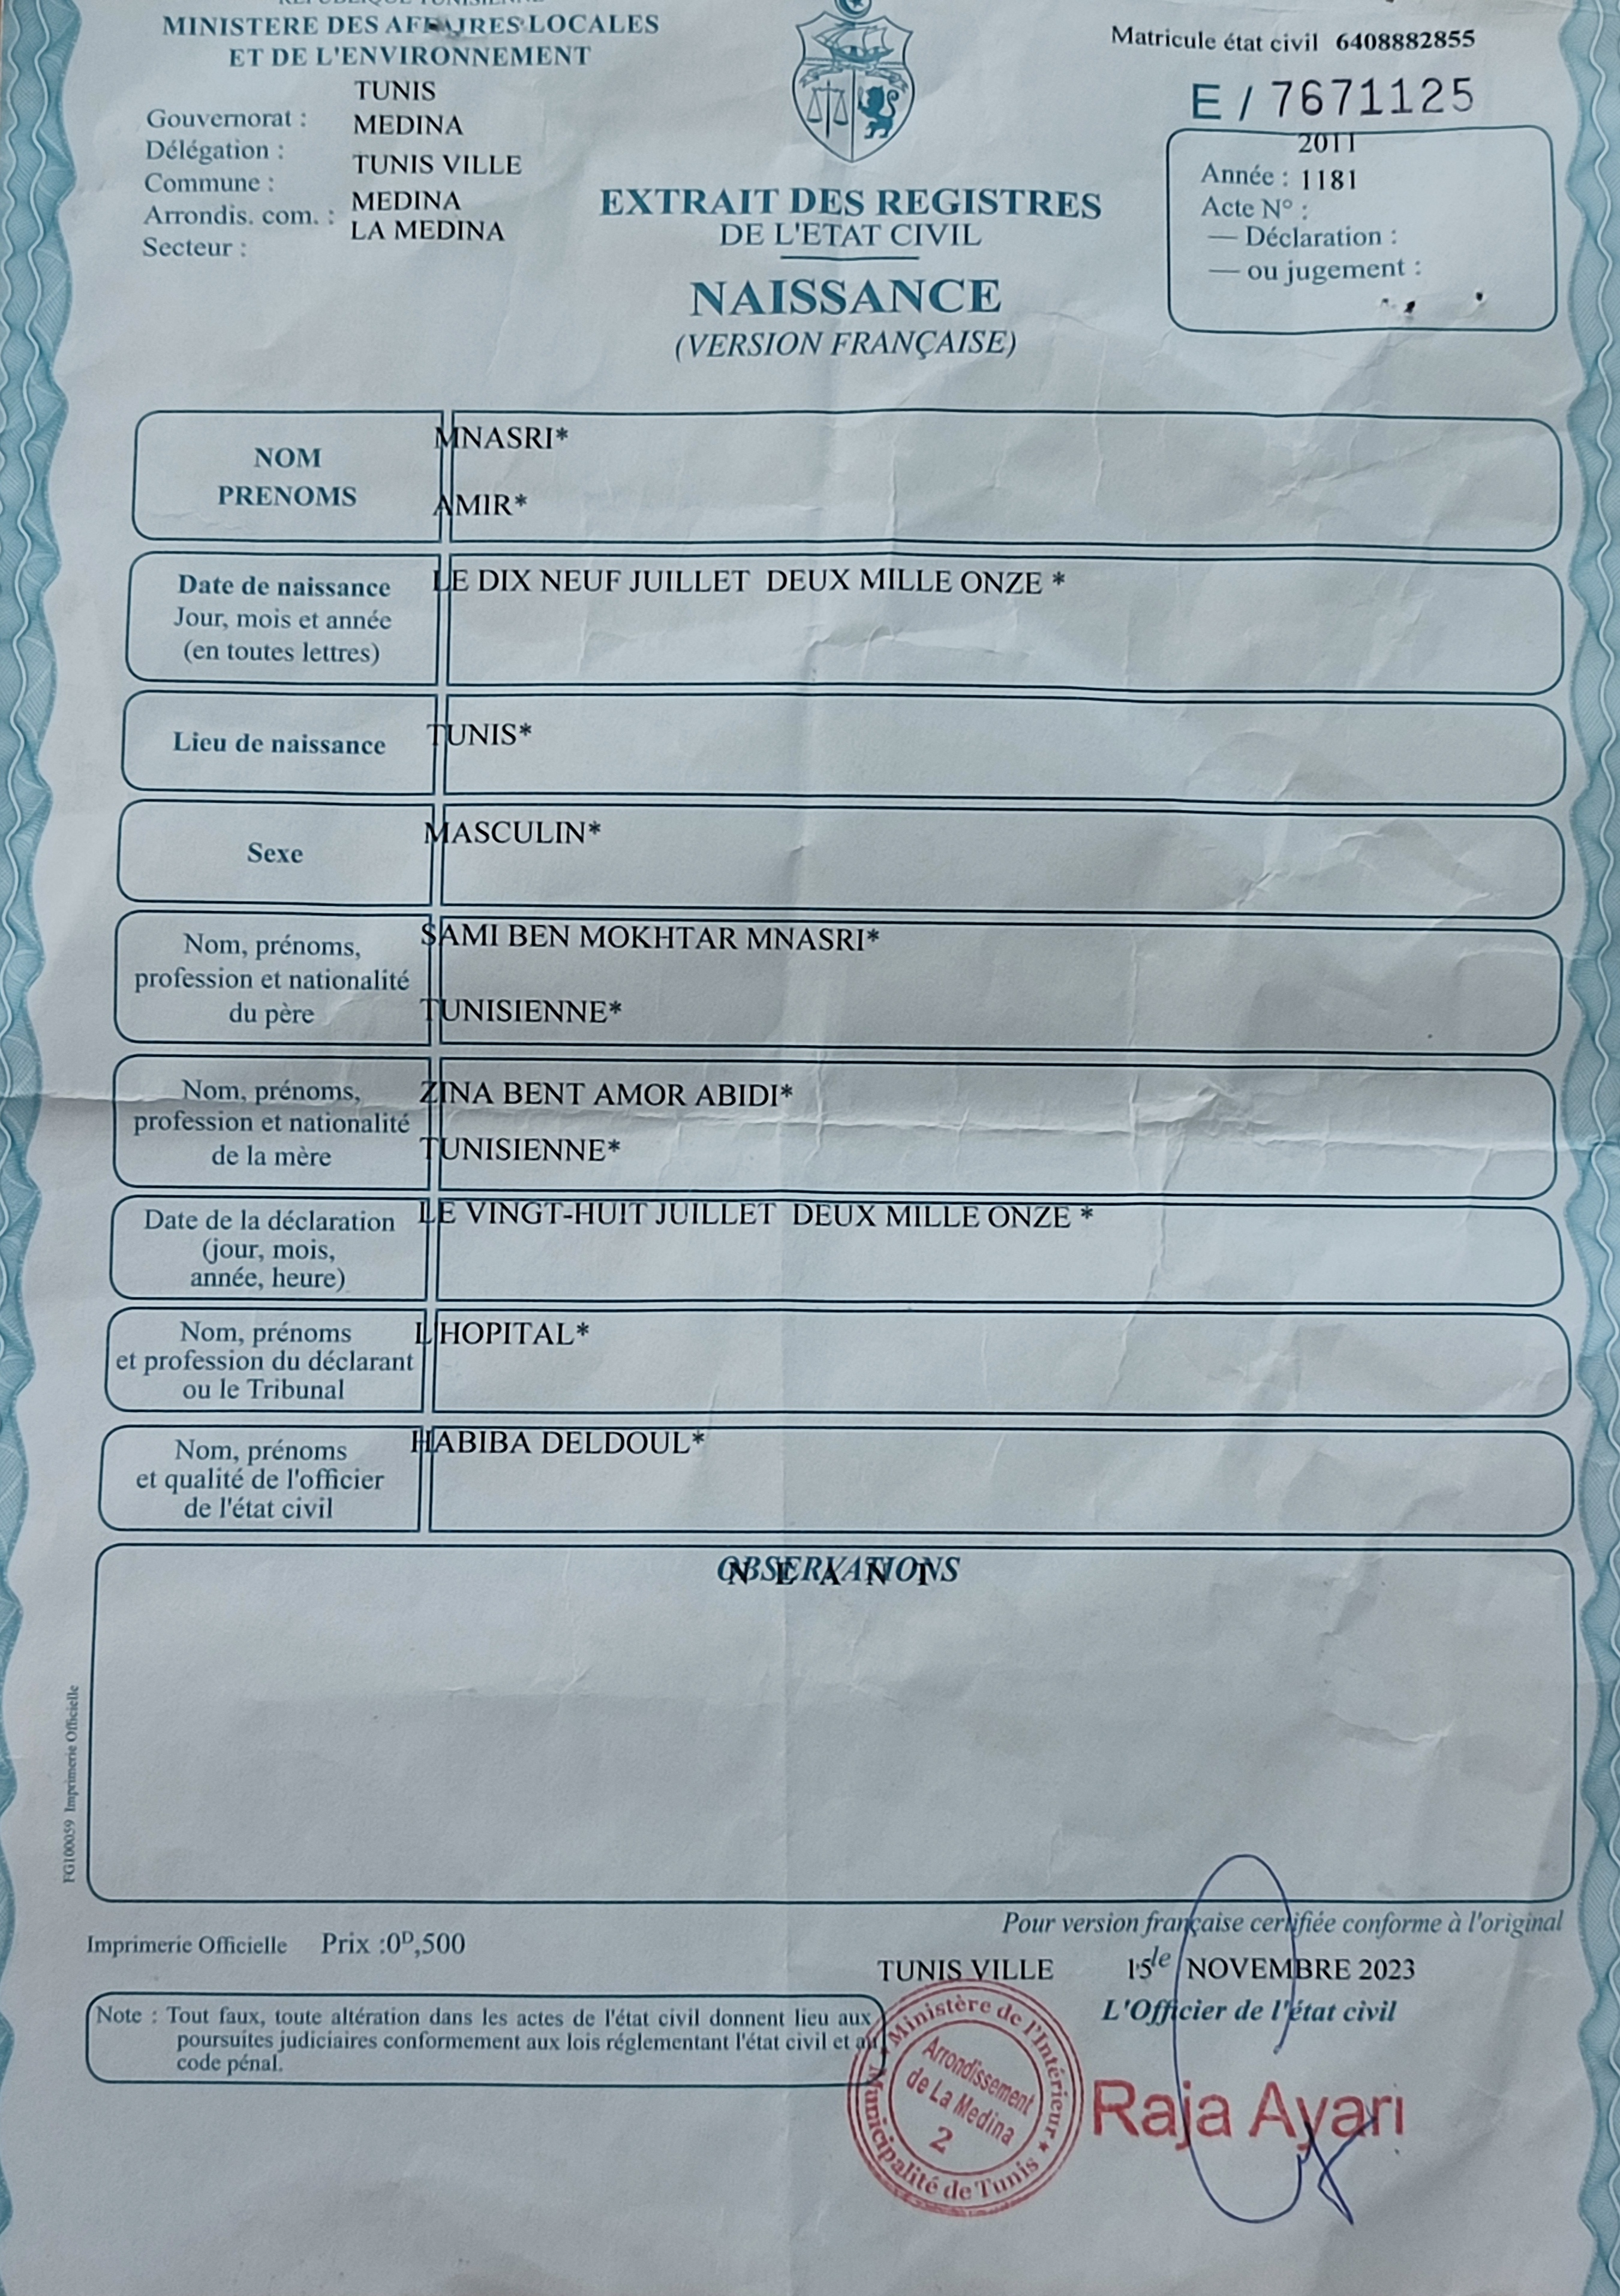 REPUBLIQUE TUNISIENNE
MINISTERE DES AFFAIRES LOCALES
ET DE L'ENVIRONNEMENT
TUNIS
Gouvernorat :
MEDINA
Délégation :
TUNIS VILLE
Commune :
MEDINA
Arrondis. com. :
LA MEDINA
Secteur :
EXTRAIT DES REGISTRES
DE L'ETAT CIVIL
NAISSANCE
(VERSION FRANÇAISE)
Matricule état civil 6408882855
E / 7671125
2011
Année : 1181
Acte N° :
— Déclaration :
— ou jugement :
NOM
PRENOMS
MNASRI*
AMIR*
Date de naissance
Jour, mois et année
(en toutes lettres)
LE DIX NEUF JUILLET DEUX MILLE ONZE *
Lieu de naissance
TUNIS*
Sexe
MASCULIN*
Nom, prénoms,
profession et nationalité
du père
SAMI BEN MOKHTAR MNASRI*
TUNISIENNE*
Nom, prénoms,
profession et nationalité
de la mère
ZINA BENT AMOR ABIDI*
TUNISIENNE*
Date de la déclaration
(jour, mois,
année, heure)
LE VINGT-HUIT JUILLET DEUX MILLE ONZE *
Nom, prénoms
et profession du déclarant
ou le Tribunal
L'HOPITAL*
Nom, prénoms
et qualité de l'officier
de l'état civil
HABIBA DELDOUL*
OBSERVATIONS
N E A N T
FG100059 Imprimerie Officielle
Imprimerie Officielle Prix :0ᴰ,500
Note : Tout faux, toute altération dans les actes de l'état civil donnent lieu aux
poursuites judiciaires conformement aux lois réglementant l'état civil et au
code pénal.
Pour version française certifiée conforme à l'original
TUNIS VILLE 15 le NOVEMBRE 2023
L'Officier de l'état civil
Raja Ayari
Ministère de l'Intérieur
Municipalité de Tunis
Arrondissement
de La Medina
2